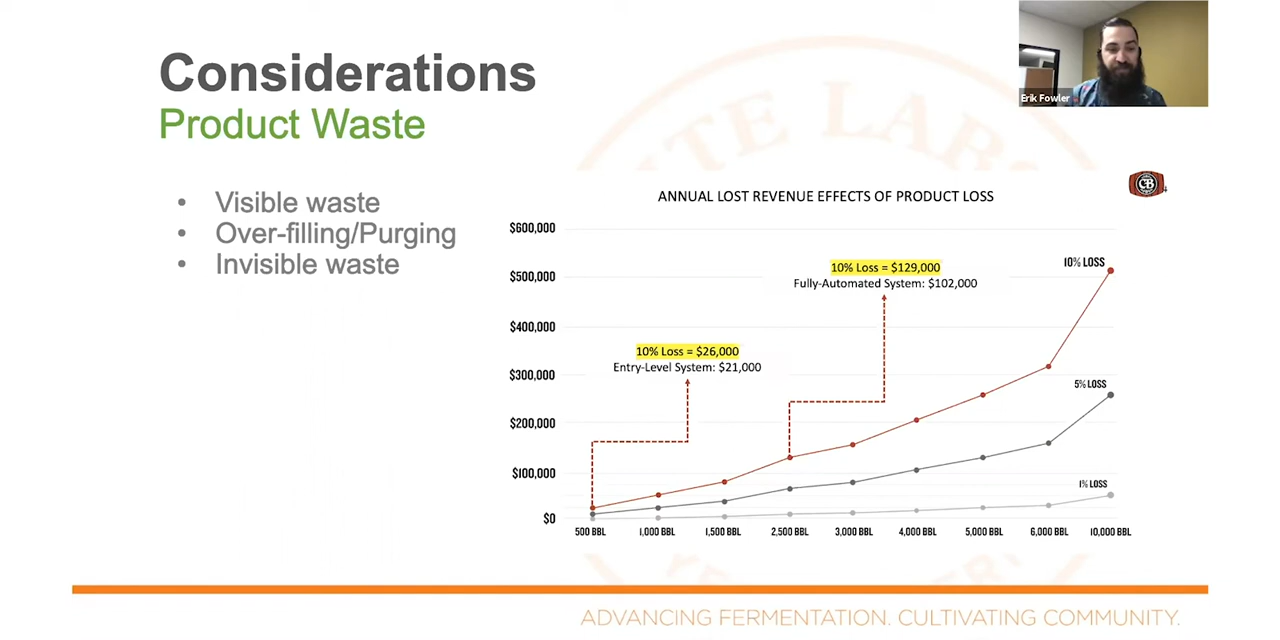 Considerations
Product Waste
• Visible waste
• Over-filling/Purging
• Invisible waste
Erik Fowler
CB
ANNUAL LOST REVENUE EFFECTS OF PRODUCT LOSS
$600,000
$500,000
$400,000
$300,000
$200,000
$100,000
$0
10% LOSS
10% Loss = $129,000
Fully-Automated System: $102,000
10% Loss = $26,000
Entry-Level System: $21,000
5% LOSS
1% LOSS
500 BBL 1,000 BBL 1,500 BBL 2,500 BBL 3,000 BBL 4,000 BBL 5,000 BBL 6,000 BBL 10,000 BBL
ADVANCING FERMENTATION. CULTIVATING COMMUNITY.